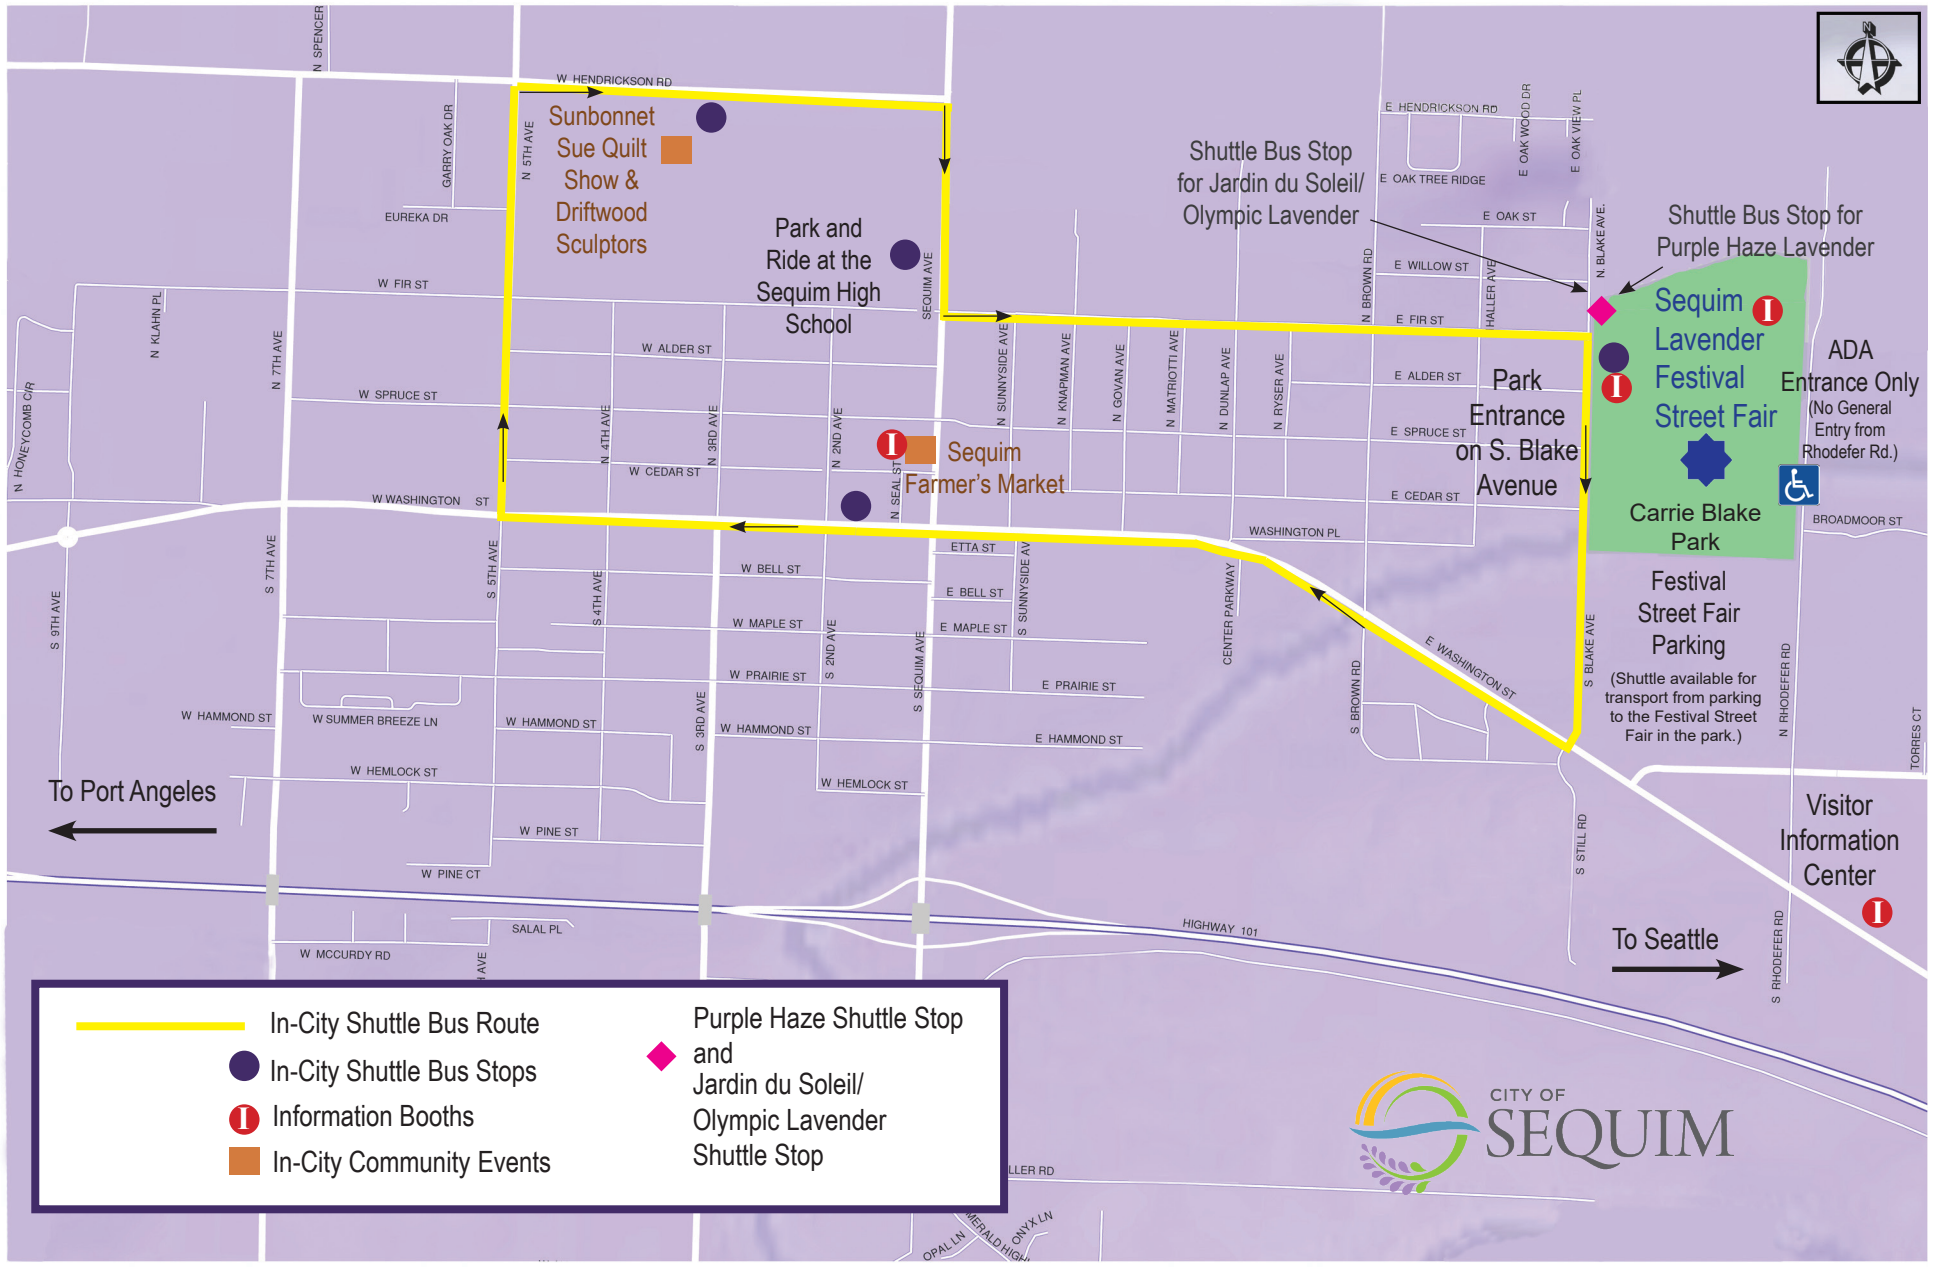 N SPENCER
N
W HENDRICKSON RD
GARRY OAK DR
N 5TH AVE
EUREKA DR
Sunbonnet
Sue Quilt
Show &
Driftwood
Sculptors
Park and
Ride at the
Sequim High
School
SEQUIM AVE
Shuttle Bus Stop
for Jardin du Soleil/
Olympic Lavender
E HENDRICKSON RD
E OAK WOOD DR
E OAK VIEW PL
E OAK TREE RIDGE
E OAK ST
N. BLAKE AVE.
Shuttle Bus Stop for
Purple Haze Lavender
N BROWN RD
E WILLOW ST
HALLER AVE
E FIR ST
W FIR ST
N KLAHN PL
N 7TH AVE
W ALDER ST
W SPRUCE ST
N HONEYCOMB CIR
N 4TH AVE
N 3RD AVE
N 2ND AVE
W CEDAR ST
N SEAL ST
I
Sequim
Farmer's Market
N SUNNYSIDE AVE
N KNAPMAN AVE
N GOVAN AVE
N MATRIOTTI AVE
N DUNLAP AVE
N RYSER AVE
E ALDER ST
E SPRUCE ST
E CEDAR ST
Park
Entrance
on S. Blake
Avenue
Sequim
Lavender
Festival
Street Fair
I
I
Carrie Blake
Park
ADA
Entrance Only
(No General
Entry from
Rhodefer Rd.)
BROADMOOR ST
W WASHINGTON ST
WASHINGTON PL
ETTA ST
S 9TH AVE
S 7TH AVE
S 5TH AVE
S 4TH AVE
W BELL ST
E BELL ST
S SUNNYSIDE AV
W MAPLE ST
E MAPLE ST
S 2ND AVE
S SEQUIM AVE
CENTER PARKWAY
W PRAIRIE ST
E PRAIRIE ST
S BROWN RD
E WASHINGTON ST
S BLAKE AVE
Festival
Street Fair
Parking
(Shuttle available for
transport from parking
to the Festival Street
Fair in the park.)
N RHODEFER RD
TORRES CT
W HAMMOND ST
W SUMMER BREEZE LN
W HAMMOND ST
S 3RD AVE
W HAMMOND ST
E HAMMOND ST
W HEMLOCK ST
W HEMLOCK ST
To Port Angeles
W PINE ST
W PINE CT
S STILL RD
Visitor
Information
Center
I
S RHODEFER RD
To Seattle
HIGHWAY 101
SALAL PL
W MCCURDY RD
H AVE
In-City Shuttle Bus Route
In-City Shuttle Bus Stops
I Information Booths
In-City Community Events
Purple Haze Shuttle Stop
and
Jardin du Soleil/
Olympic Lavender
Shuttle Stop
CITY OF
SEQUIM
LLER RD
OPAL LN
MERALD HIGH
ONYX LN